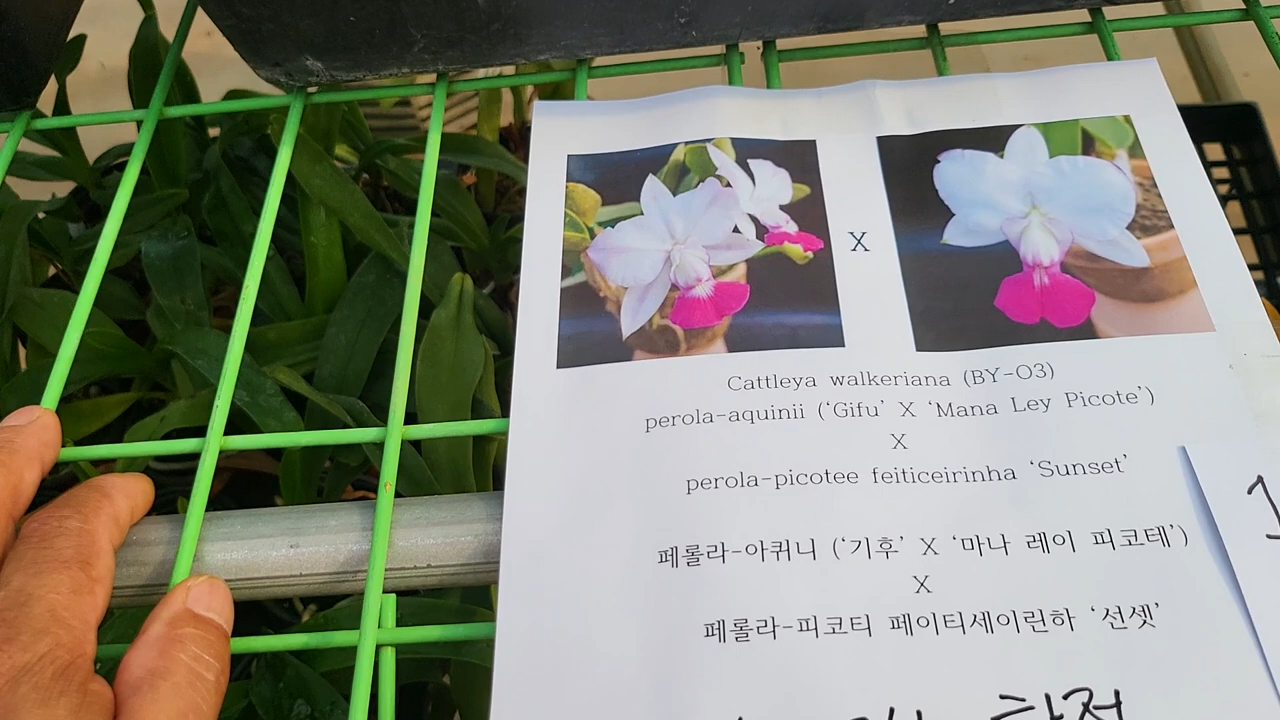 X
Cattleya walkeriana (BY-03)
perola-aquinii (‘Gifu’ X ‘Mana Ley Picote’)
X
perola-picotee feiticeirinha ‘Sunset’
페롤라-아퀴니 (‘기후’ X ‘마나 레이 피코테’)
X
페롤라-피코티 페이티세이린하 ‘선셋’
한정